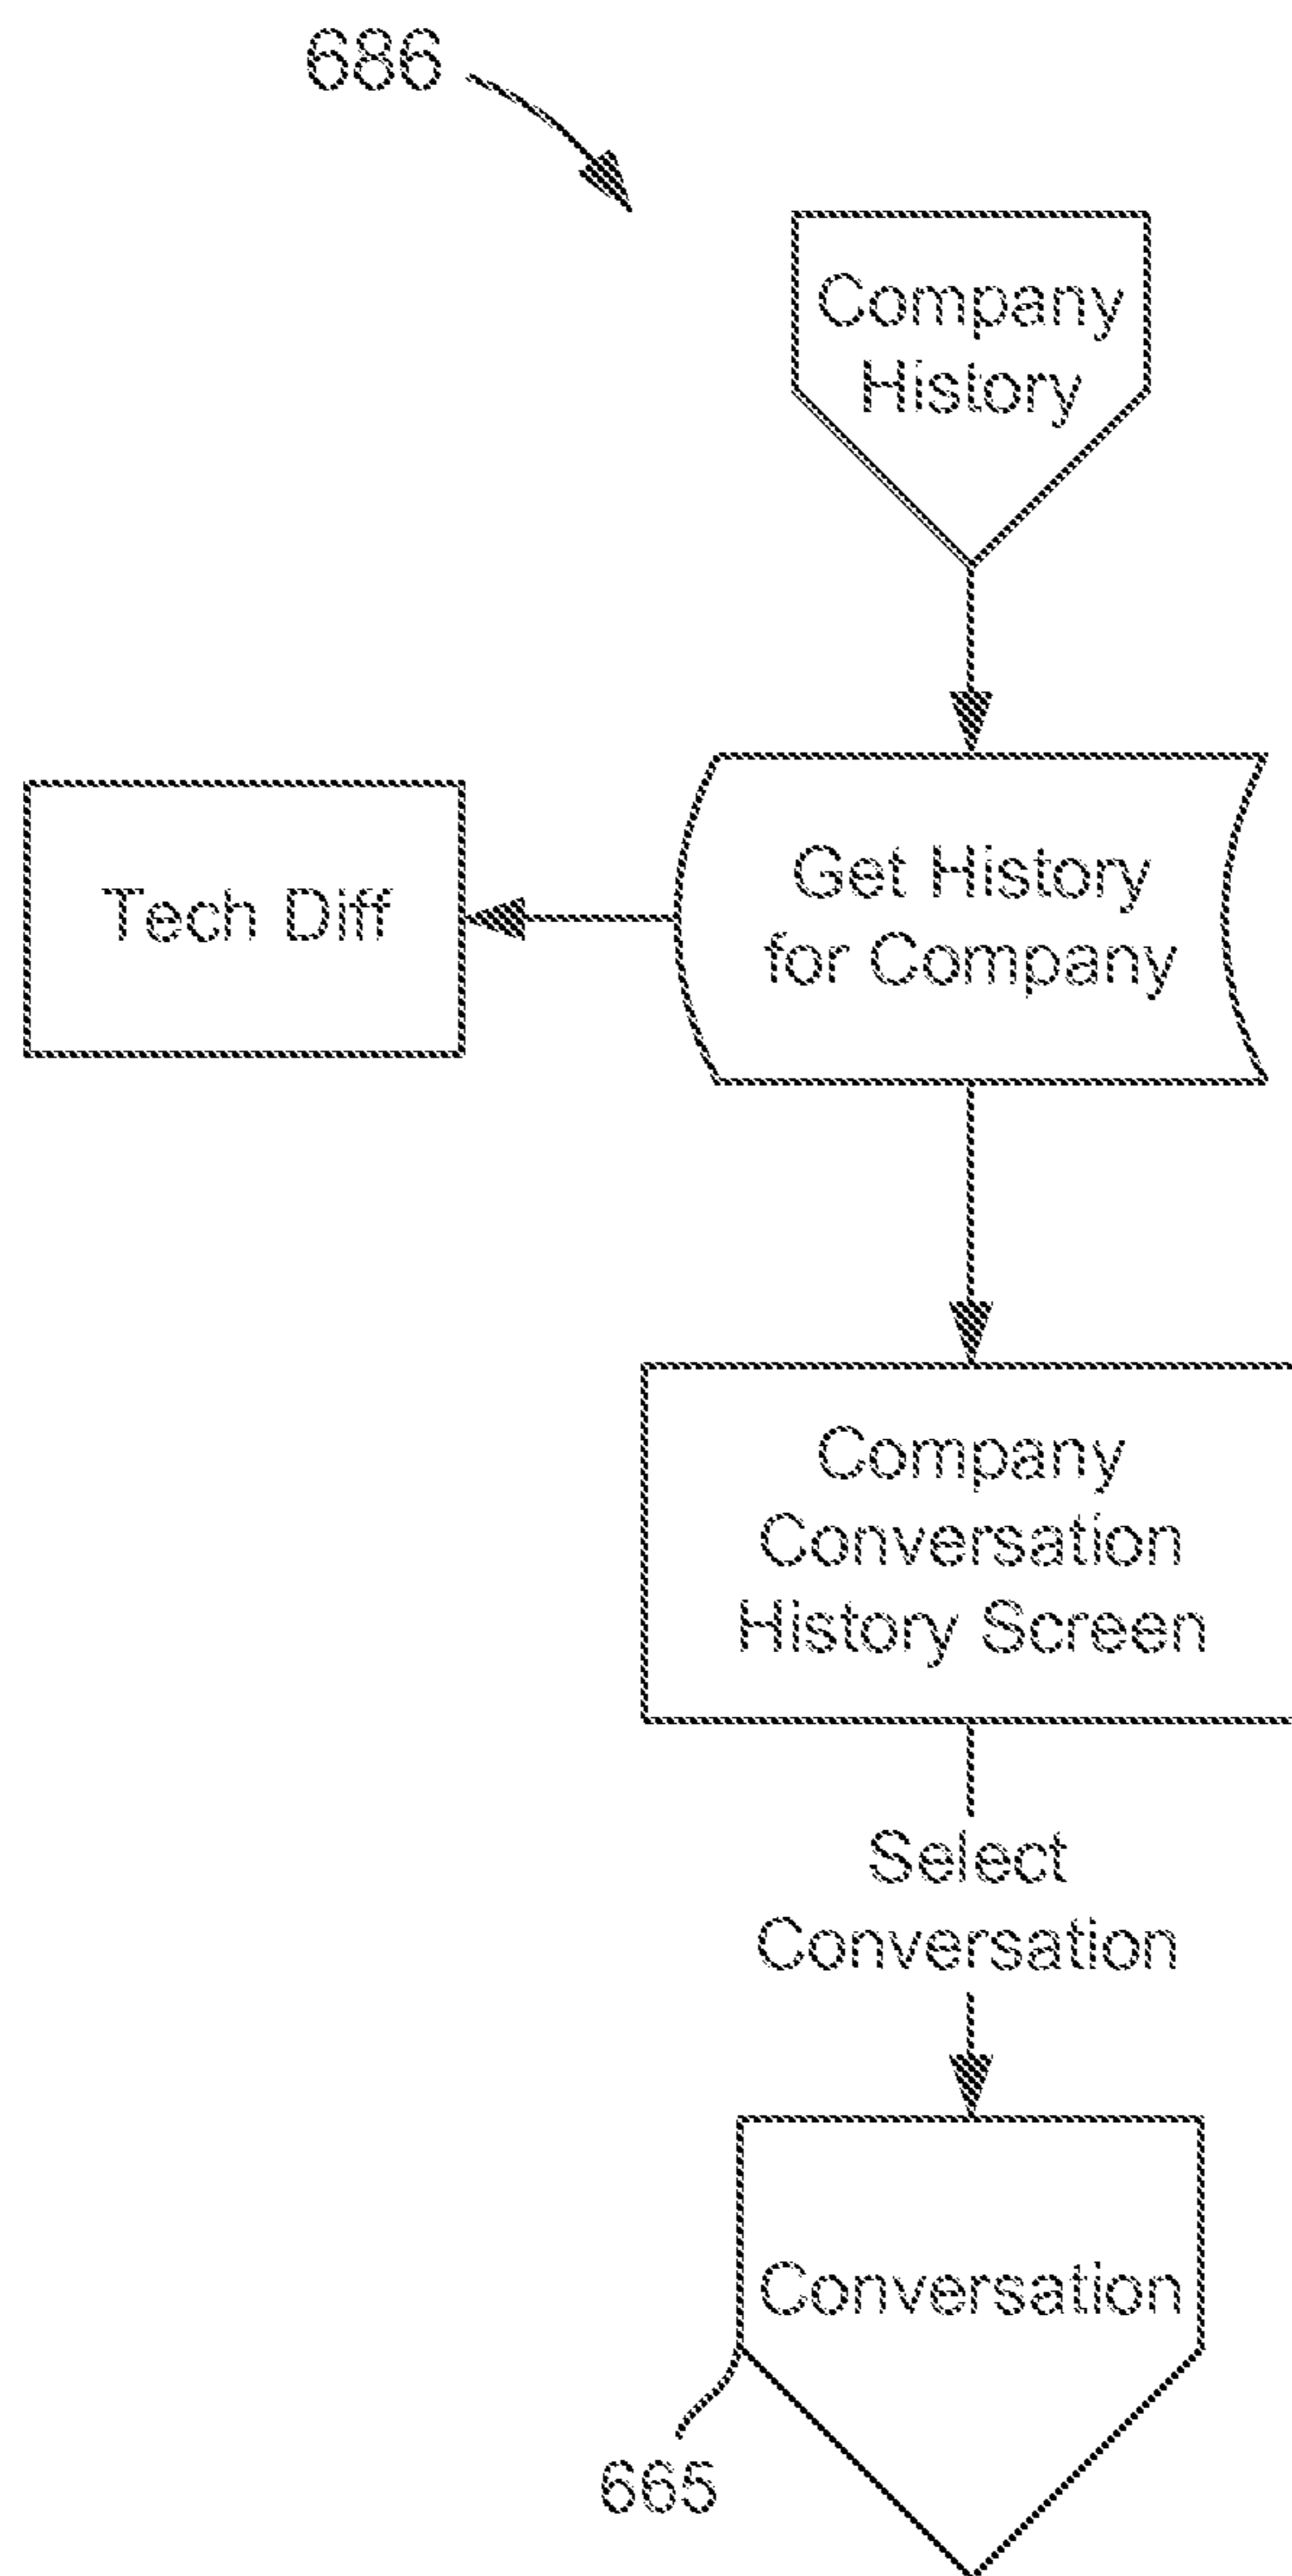 686
Company
History
Get History
for Company
Tech Diff
Company
Conversation
History Screen
Select
Conversation
Conversation
665